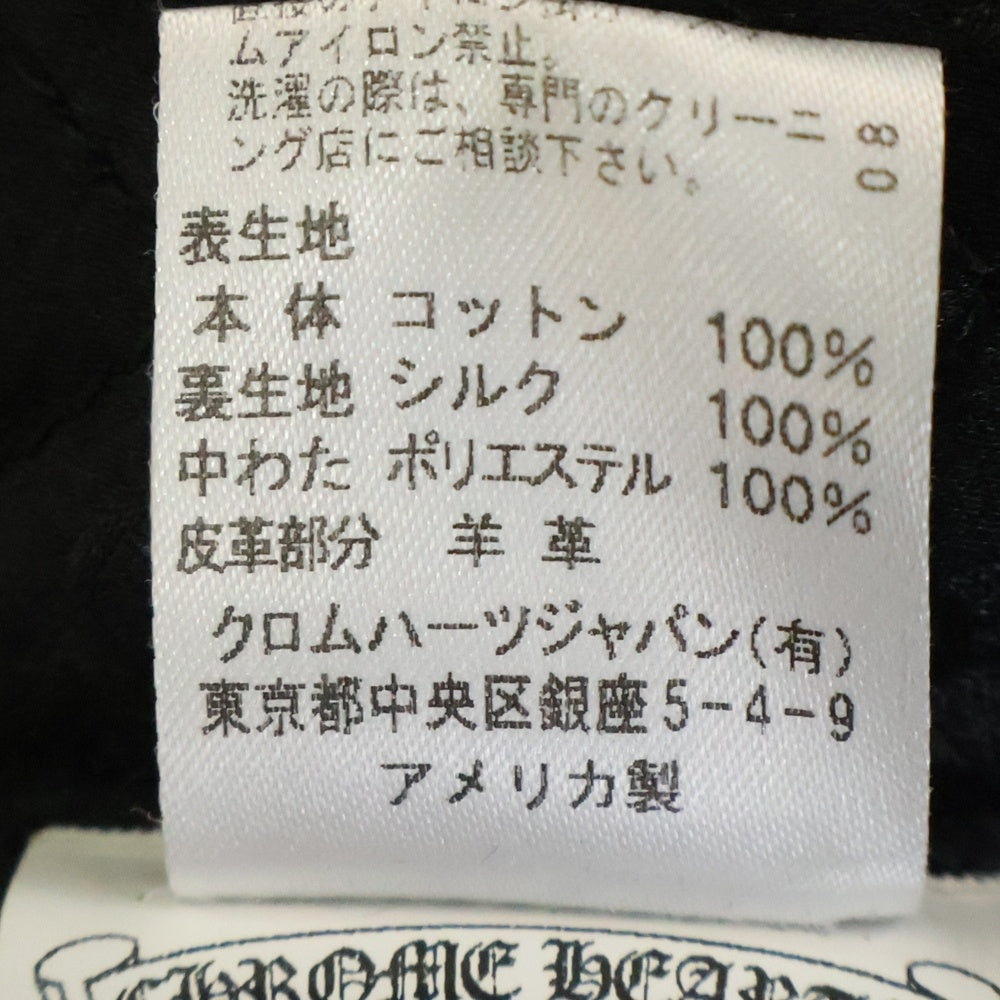 ムアイロン禁止。
洗濯の際は、専門のクリーニ
ング店にご相談下さい。
80
表生地
本体 コットン 100%
裏生地 シルク 100%
中わた ポリエステル 100%
皮革部分 羊革
クロムハーツジャパン(有)
東京都中央区銀座5-4-9
アメリカ製
CHROME HEART